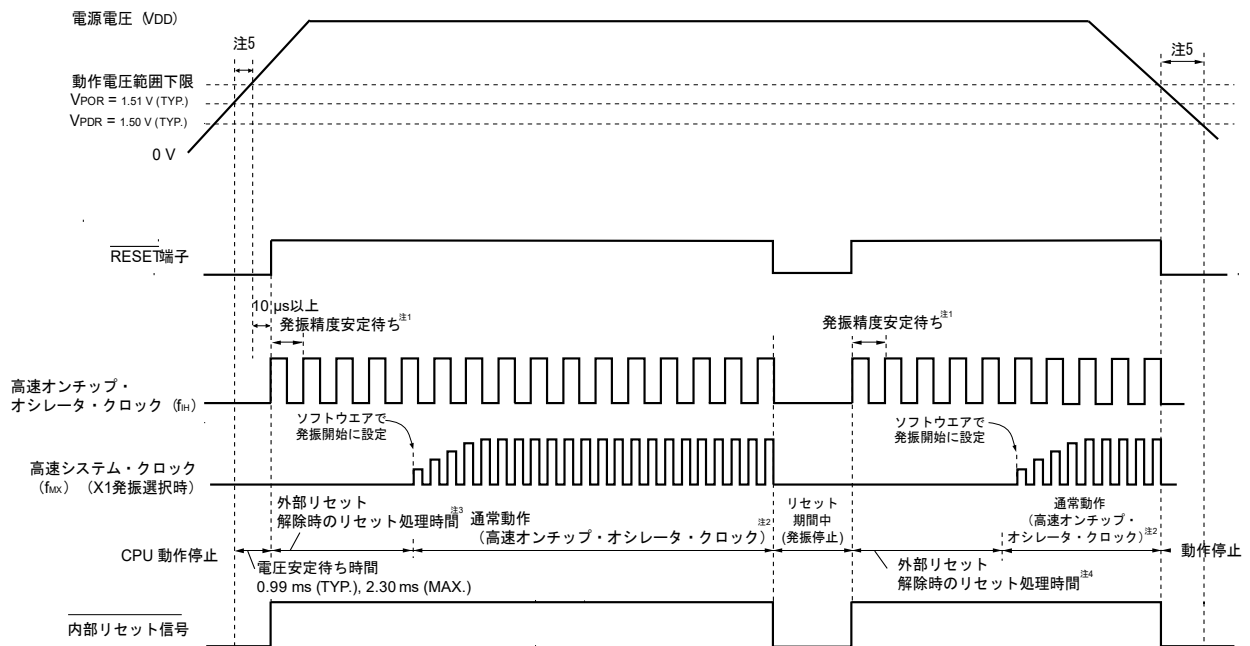 電源電圧 (VDD)
注5
注5
動作電圧範囲下限
VPOR = 1.51 V (TYP.)
VPDR = 1.50 V (TYP.)
0 V
RESET端子
10 μs以上
発振精度安定待ち注1
発振精度安定待ち注1
高速オンチップ・
オシレータ・クロック (fIH)
ソフトウエアで
発振開始に設定
ソフトウエアで
発振開始に設定
高速システム・クロック
(fMX) (X1発振選択時)
外部リセット
解除時のリセット処理時間注3
通常動作
(高速オンチップ・オシレータ・クロック)注2
リセット
期間中
(発振停止)
通常動作
(高速オンチップ・
オシレータ・クロック)注2
CPU 動作停止
動作停止
電圧安定待ち時間
0.99 ms (TYP.), 2.30 ms (MAX.)
外部リセット
解除時のリセット処理時間注4
内部リセット信号